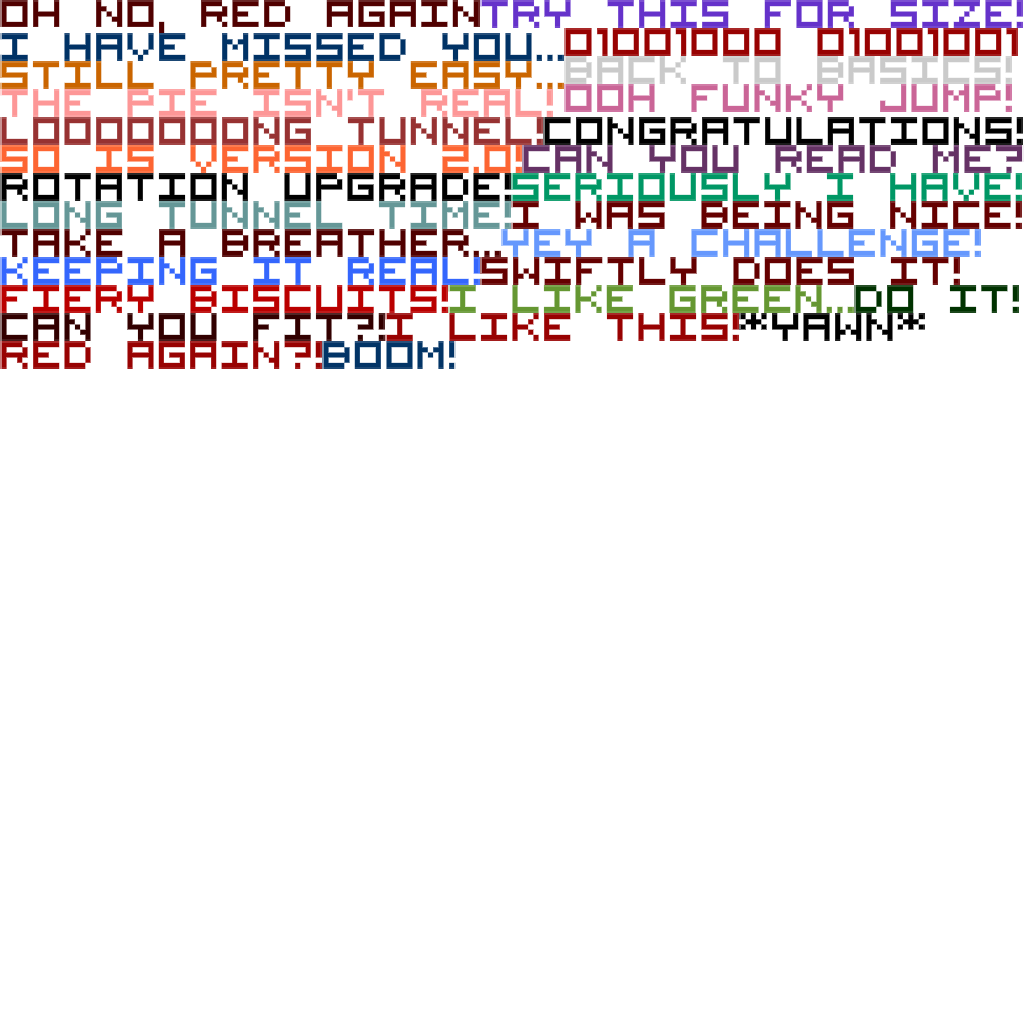 OH NO, RED AGAIN TRY THIS FOR SIZE!
I HAVE MISSED YOU... 01001000 01001001
STILL PRETTY EASY... BACK TO BASICS!
THE PIE ISN'T REAL! OOH FUNKY JUMP!
LOOOOOOONG TUNNEL! CONGRATULATIONS!
SO IS VERSION 2.0! CAN YOU READ ME?
ROTATION UPGRADE! SERIOUSLY I HAVE!
LONG TUNNEL TIME! I WAS BEING NICE!
TAKE A BREATHER... YEY A CHALLENGE!
KEEPING IT REAL! SWIFTLY DOES IT!
FIERY BISCUITS! I LIKE GREEN... DO IT!
CAN YOU FIT?! I LIKE THIS! *YAWN*
RED AGAIN?! BOOM!